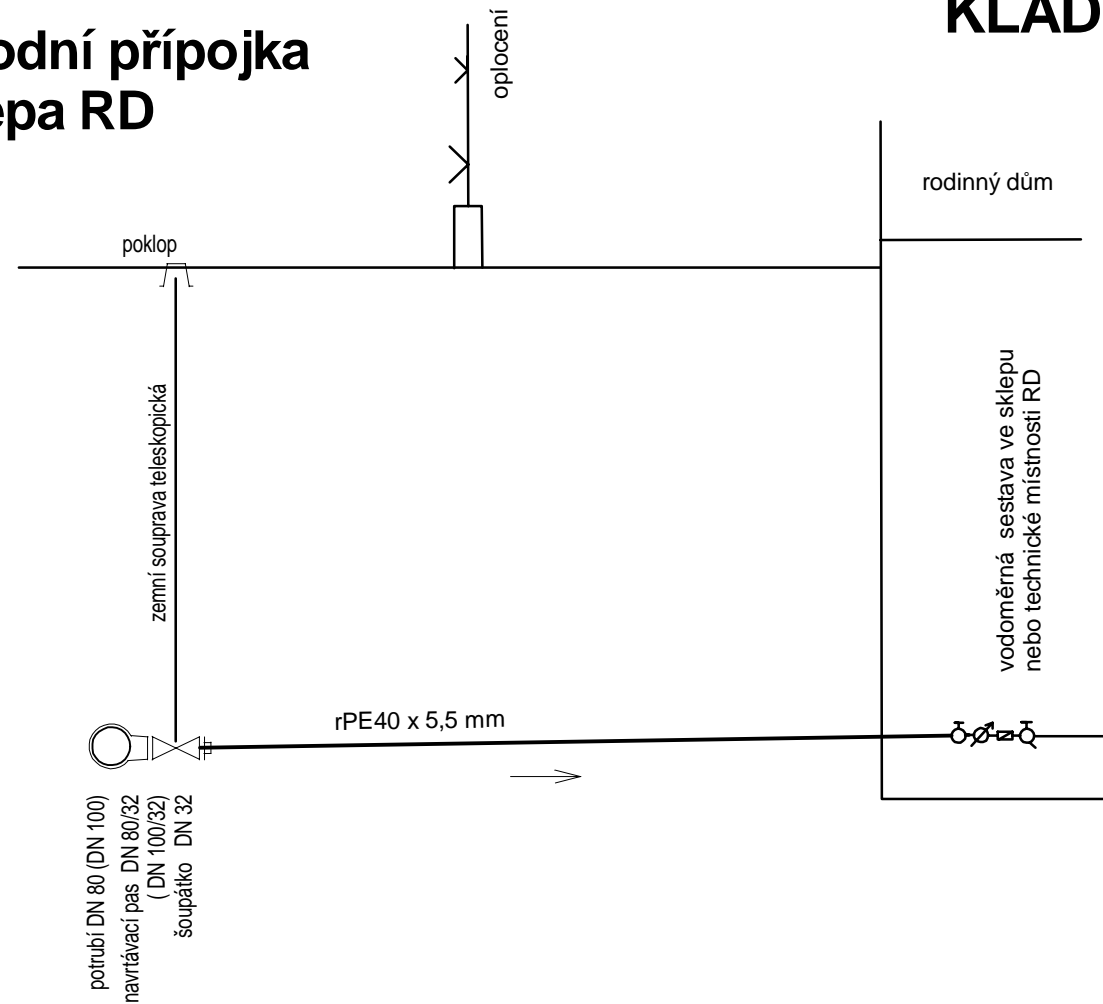 KLAD
odní přípojka
epa RD
oplocení
rodinný dům
poklop
zemní souprava teleskopická
vodoměrná sestava ve sklepu
nebo technické místnosti RD
rPE40 x 5,5 mm
potrubí DN 80 (DN 100)
navrtávací pas DN 80/32
( DN 100/32)
šoupátko DN 32